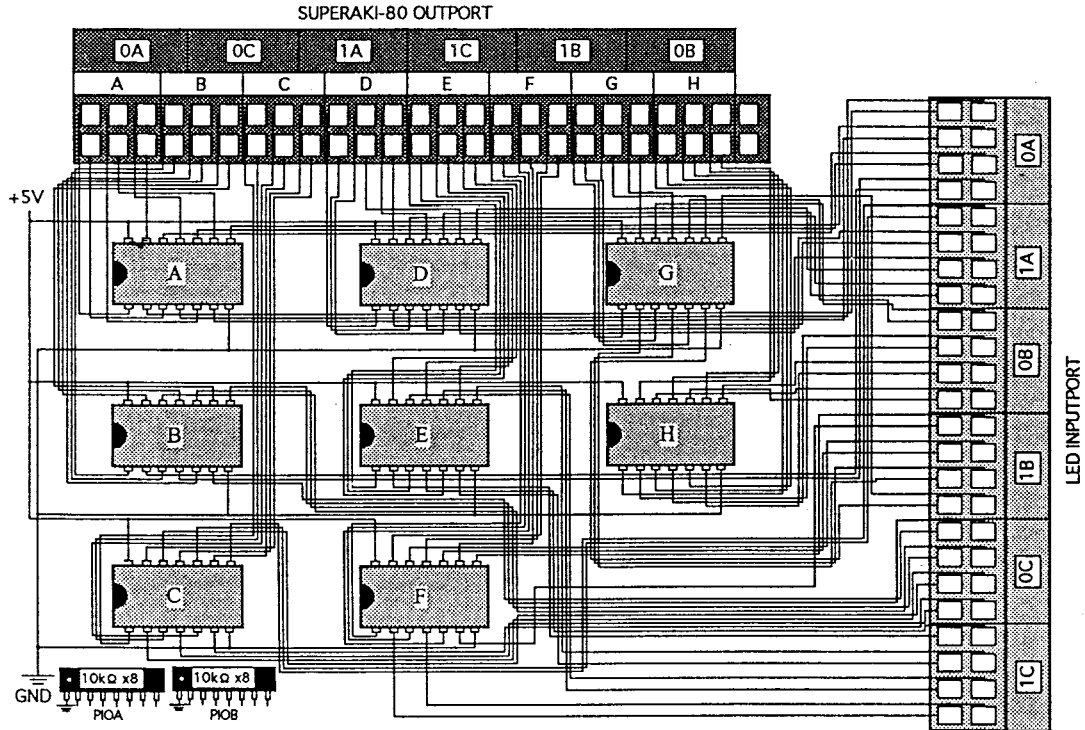 SUPERAKI-80 OUTPORT
0A 0C 1A 1C 1B 0B
A B C D E F G H
+5V
A D G
B E H
C F
GND
10kΩ x8 10kΩ x8
PIOA PIOB
0A
1A
0B
1B
0C
1C
LED INPUTPORT